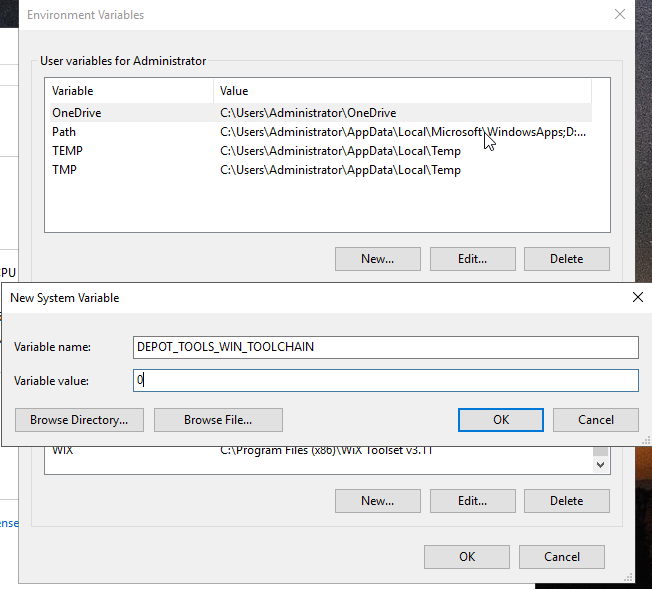 Environment Variables
User variables for Administrator
Variable Value
OneDrive C:\Users\Administrator\OneDrive
Path C:\Users\Administrator\AppData\Local\Microsoft\WindowsApps;D:...
TEMP C:\Users\Administrator\AppData\Local\Temp
TMP C:\Users\Administrator\AppData\Local\Temp
New... Edit... Delete
CPU
New System Variable
Variable name: DEPOT_TOOLS_WIN_TOOLCHAIN
Variable value: 0
Browse Directory... Browse File... OK Cancel
WIX C:\Program Files (x86)\WiX Toolset v3.11
New... Edit... Delete
ense
OK Cancel